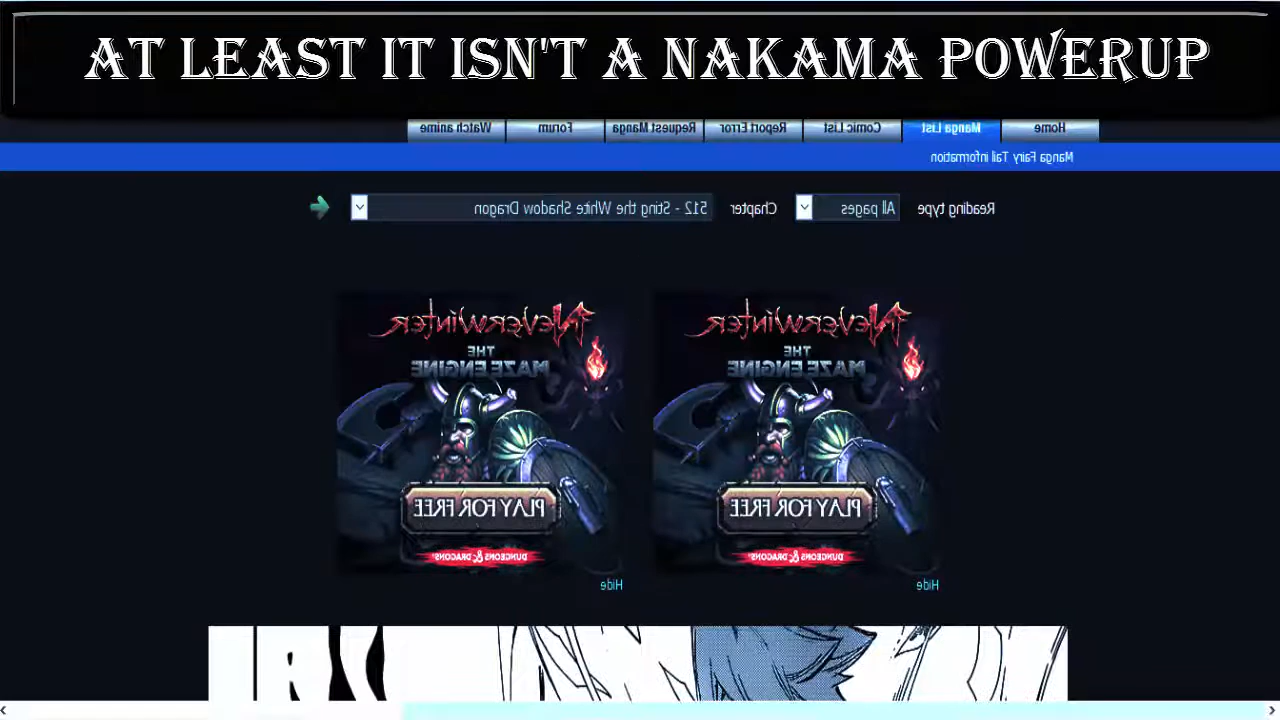 AT LEAST IT ISN'T A NAKAMA POWERUP
Watch anime Forum Request Manga Report Error Comic List Manga List Home
Manga Fairy Tail information
512 - Sting the White Shadow Dragon Chapter All pages Reading type
NEVERWINTER NEVERWINTER
THE THE
MAZE ENGINE MAZE ENGINE
PLAY FOR FREE PLAY FOR FREE
DUNGEONS & DRAGONS DUNGEONS & DRAGONS
Hide Hide